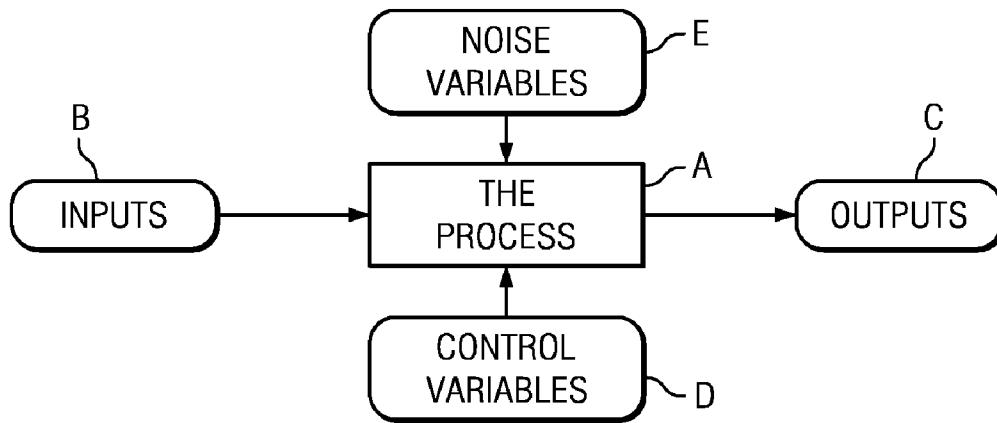 NOISE
VARIABLES
E
B
INPUTS
THE
PROCESS
A
C
OUTPUTS
CONTROL
VARIABLES
D